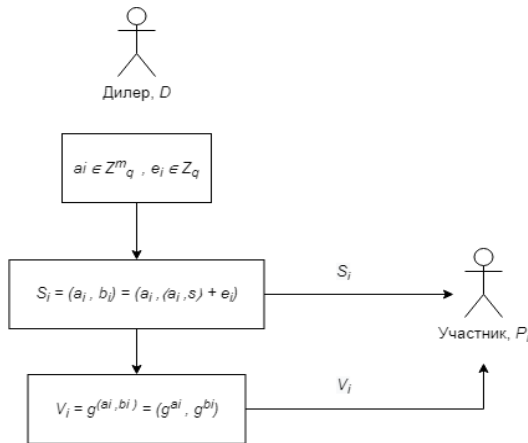 Дилер, D
ai ∈ Z^m_q , e_i ∈ Z_q
S_i = (a_i , b_i) = (a_i , (a_i ,s) + e_i)
S_i
Участник, P_i
V_i = g^(ai ,bi ) = (g^ai , g^bi)
V_i